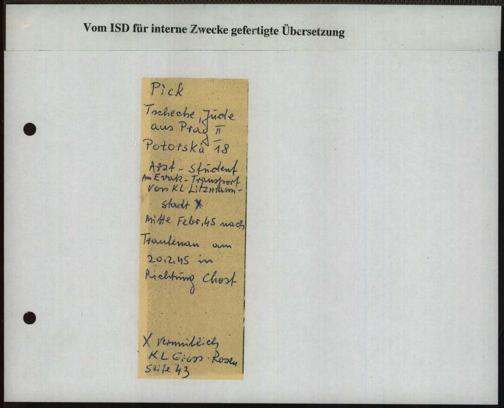 Vom ISD für interne Zwecke gefertigte Übersetzung
Pick
Tscheche, Jude
aus Prag II
Potorská 18
Arzt-Student
Am Evak-Transport
von KL Litzmann-
stadt X
Mitte Febr. 45 nach
Trautenau am
20.2.45 in
Richtung Chost
X vermutlich
KL Gross-Rosen
Seite 43